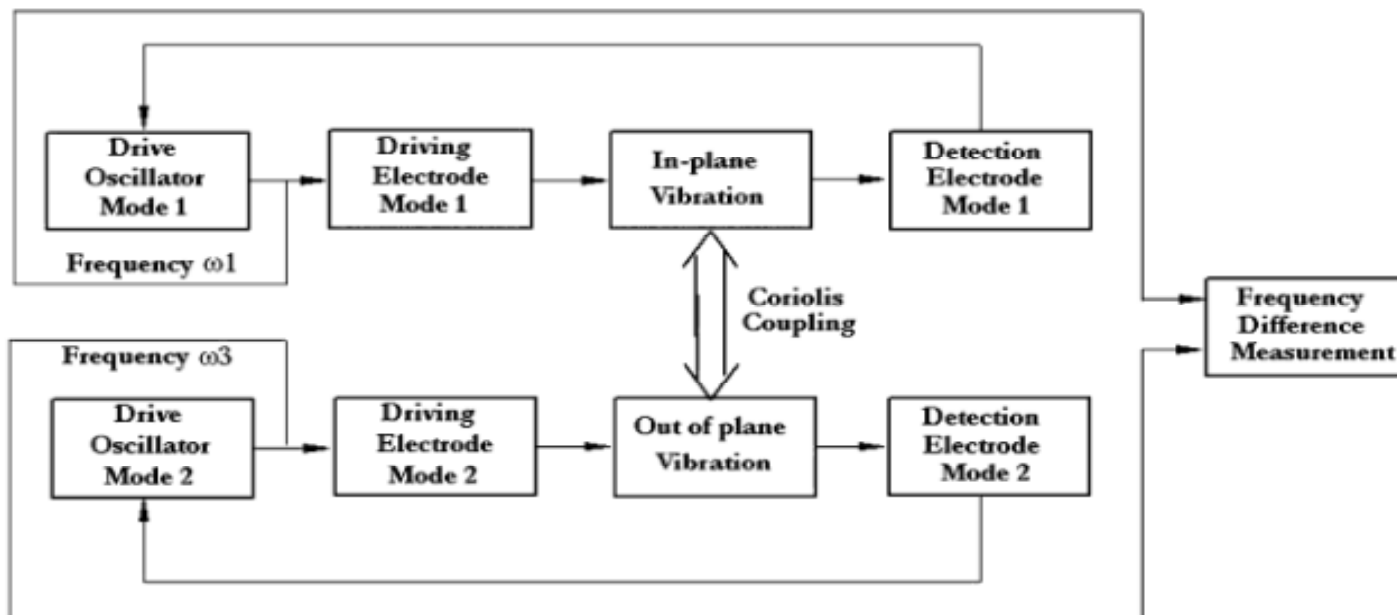 Drive
Oscillator
Mode 1
Driving
Electrode
Mode 1
In-plane
Vibration
Detection
Electrode
Mode 1
Frequency ω1
Coriolis
Coupling
Frequency
Difference
Measurement
Frequency ω3
Drive
Oscillator
Mode 2
Driving
Electrode
Mode 2
Out of plane
Vibration
Detection
Electrode
Mode 2